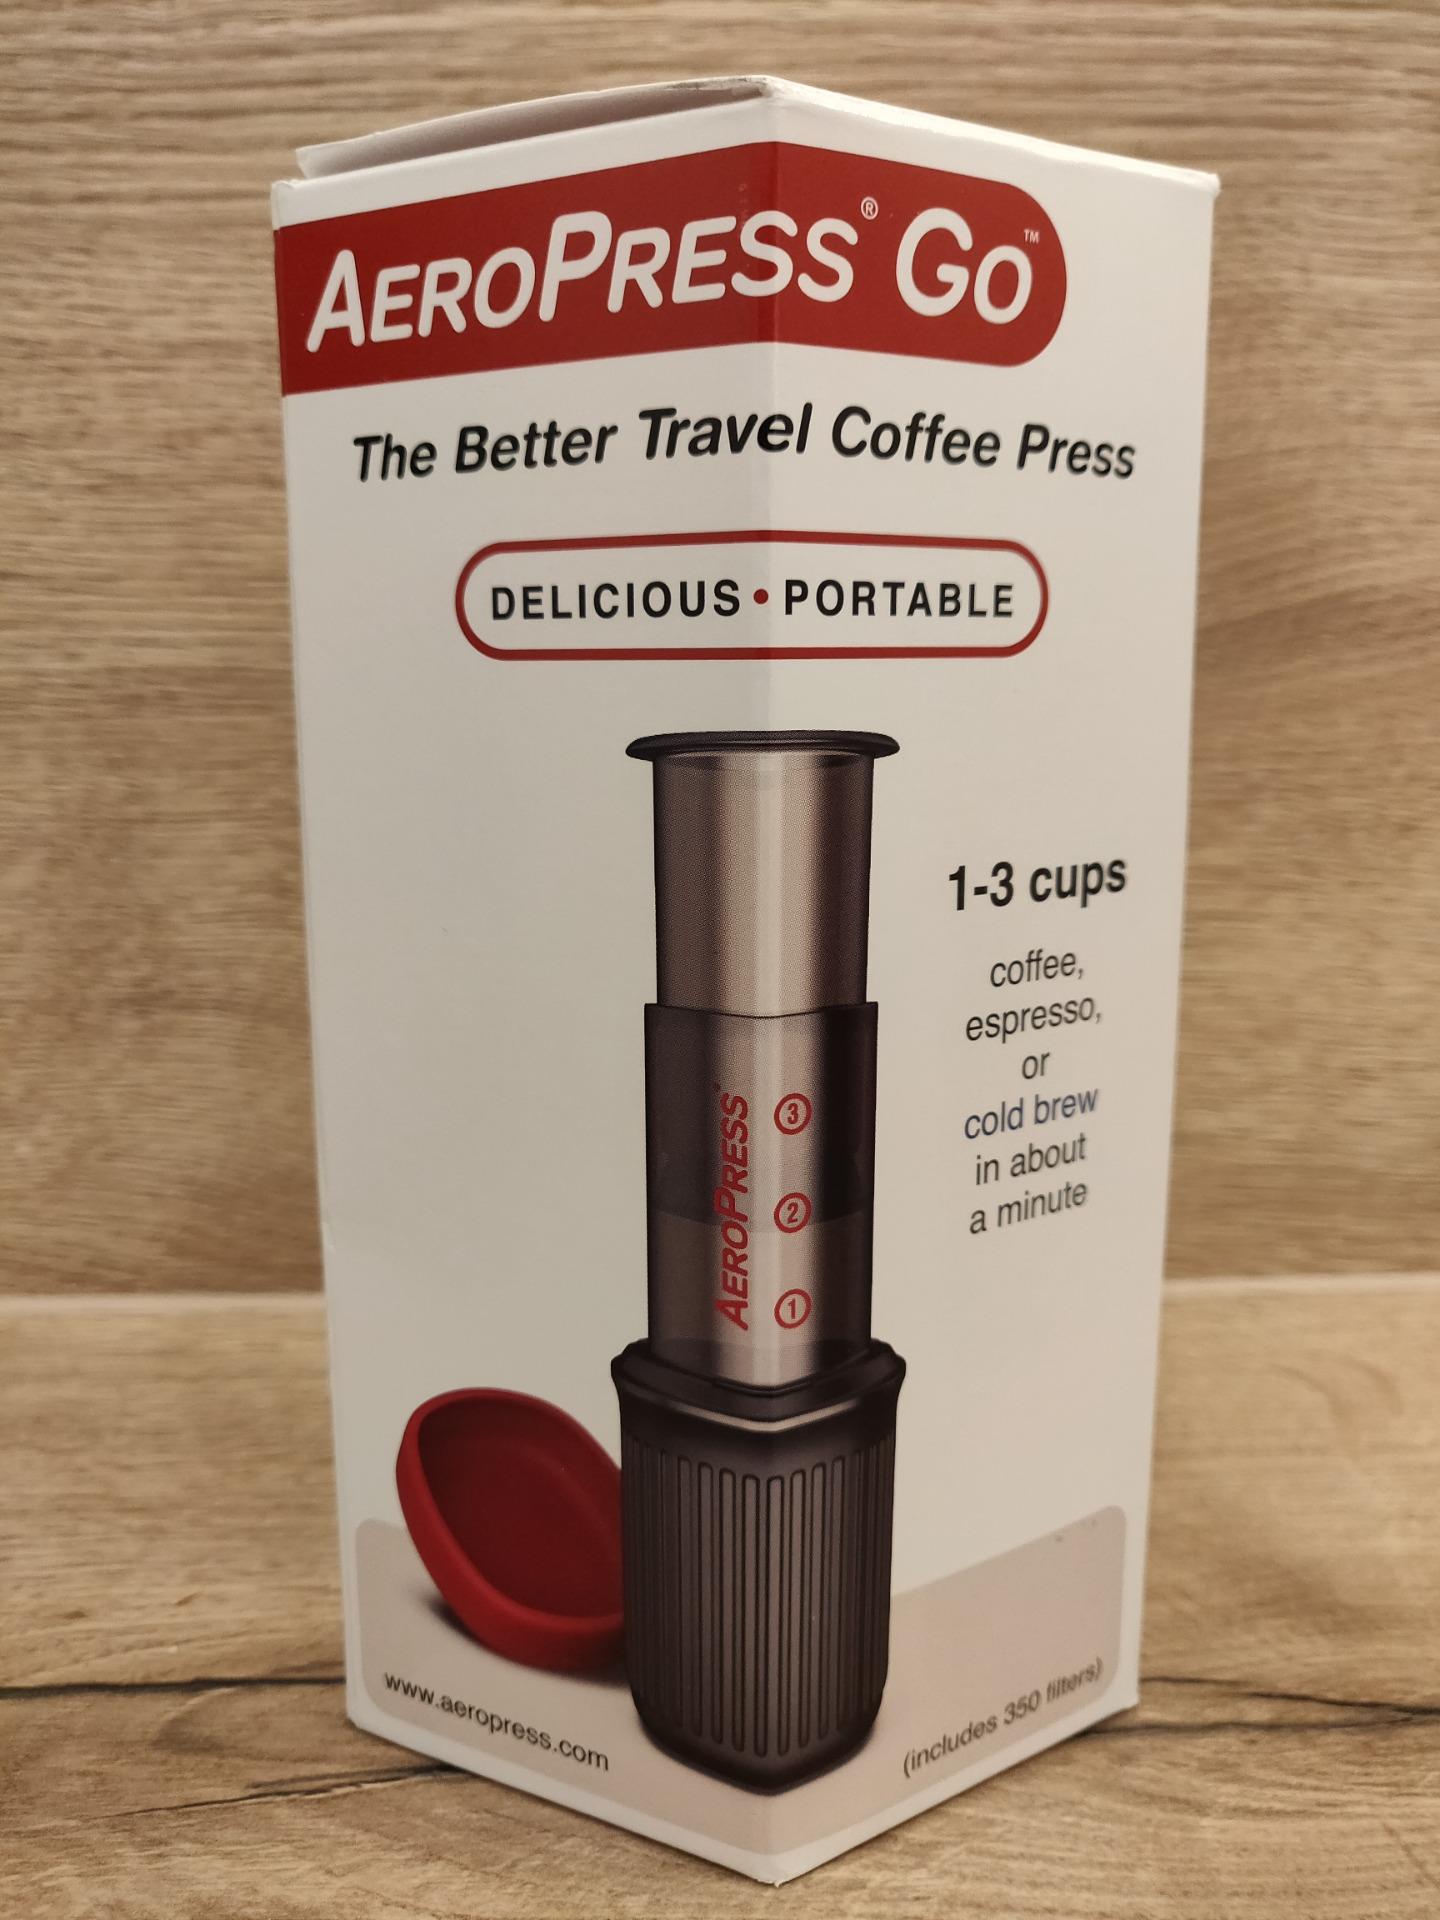 AEROPRESS® GO™
The Better Travel Coffee Press
DELICIOUS • PORTABLE
1-3 cups
coffee,
espresso,
or
cold brew
in about
a minute
AEROPRESS
3
2
1
www.aeropress.com
(includes 350 filters)